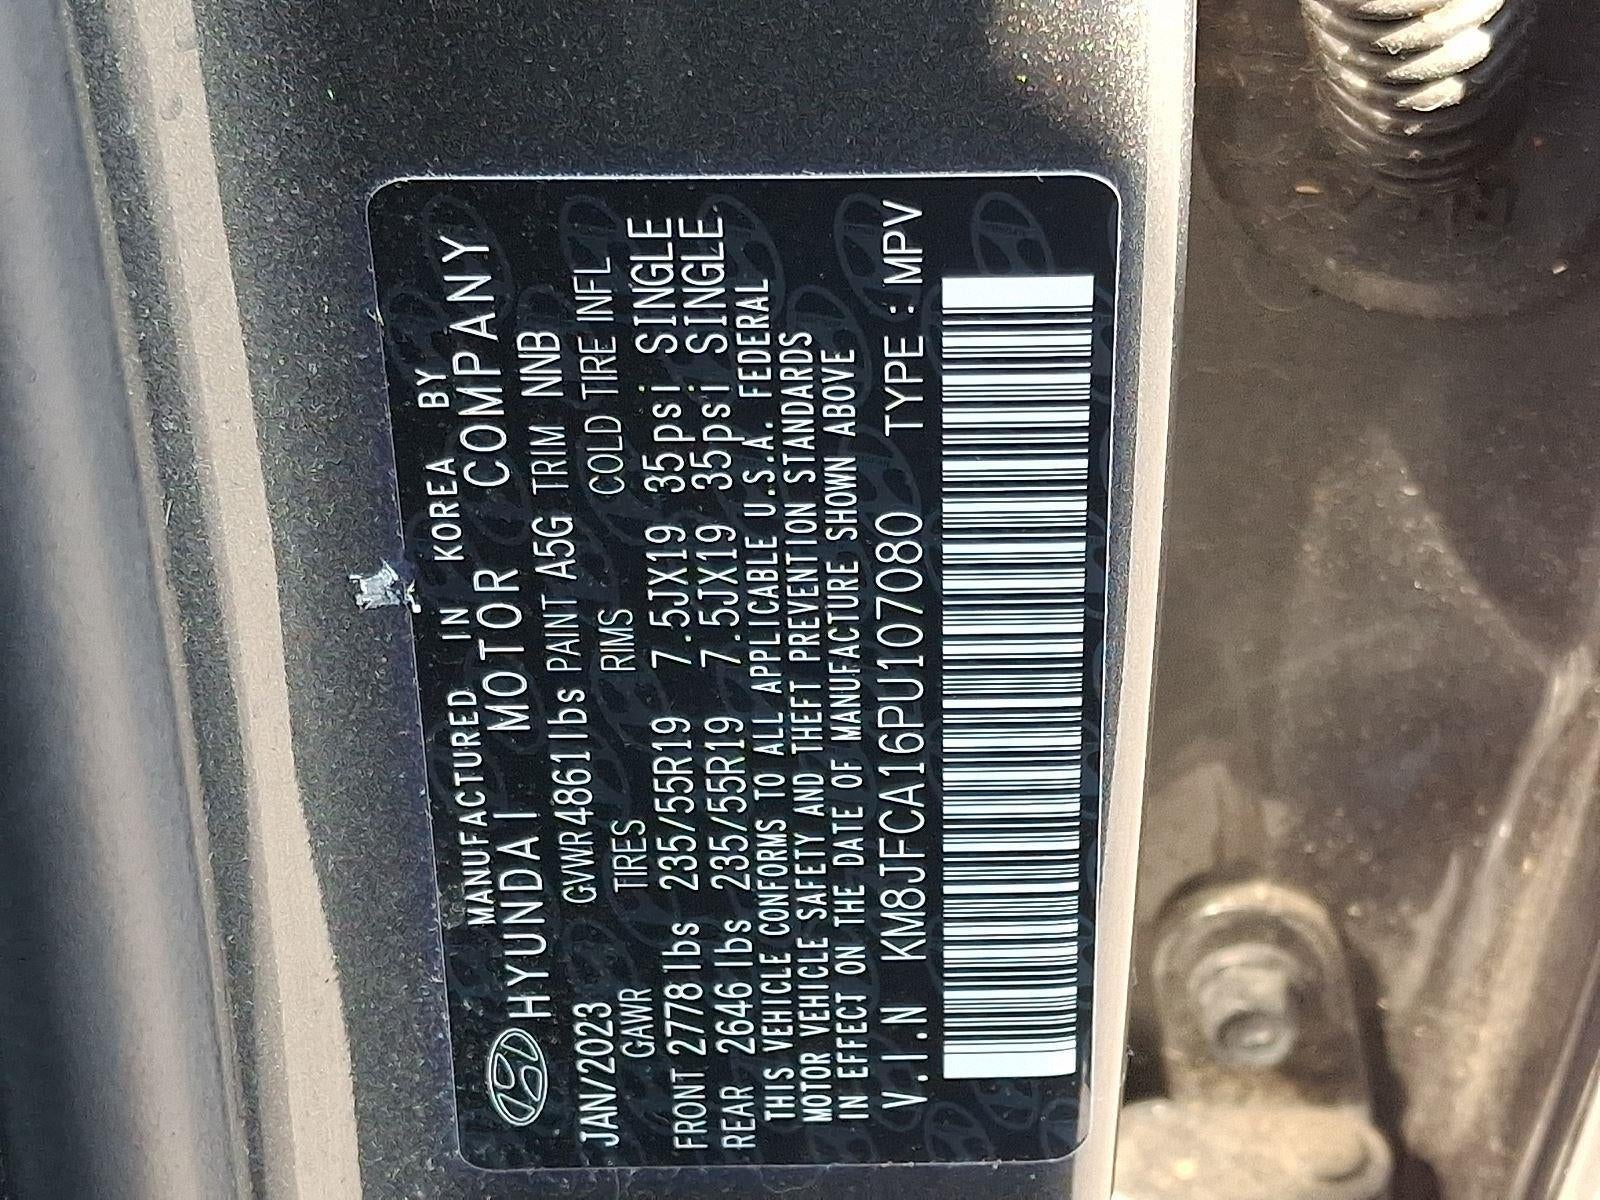 MANUFACTURED IN KOREA BY
HYUNDAI MOTOR COMPANY
JAN/2023 GVWR4861lbs PAINT A5G TRIM NNB
GAWR TIRES RIMS COLD TIRE INFL
FRONT 2778lbs 235/55R19 7.5JX19 35psi SINGLE
REAR 2646lbs 235/55R19 7.5JX19 35psi SINGLE
THIS VEHICLE CONFORMS TO ALL APPLICABLE U.S.A. FEDERAL
MOTOR VEHICLE SAFETY AND THEFT PREVENTION STANDARDS
IN EFFECT ON THE DATE OF MANUFACTURE SHOWN ABOVE
V.I.N KM8JFCA16PU107080 TYPE : MPV